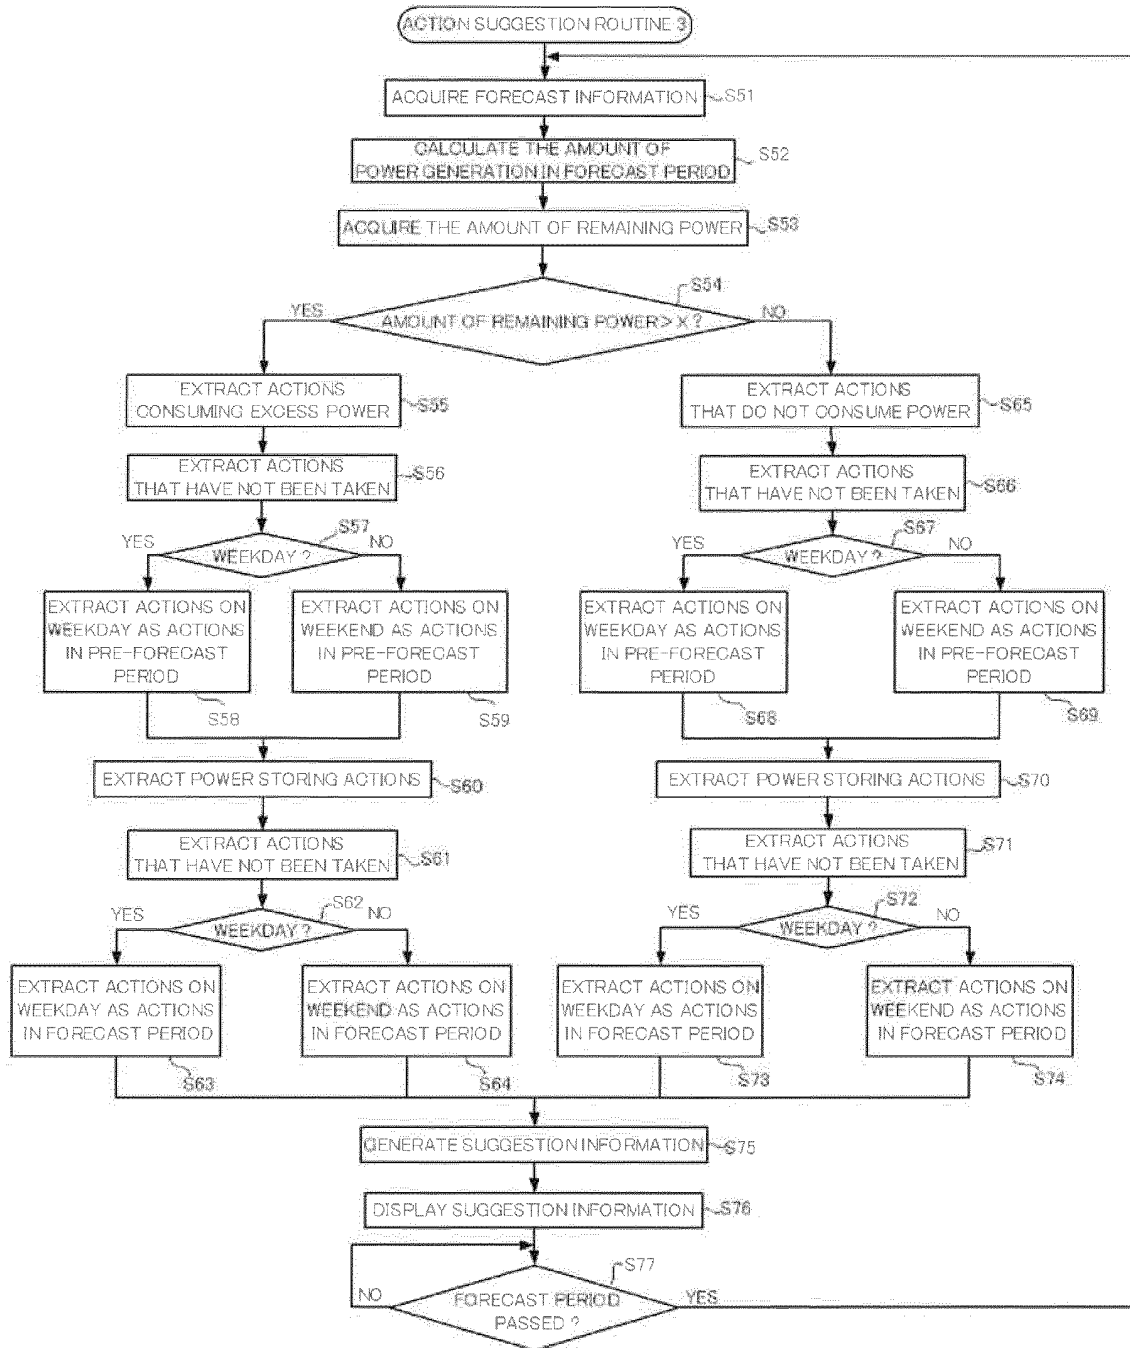 ACTION SUGGESTION ROUTINE 3
ACQUIRE FORECAST INFORMATION
S51
CALCULATE THE AMOUNT OF
POWER GENERATION IN FORECAST PERIOD
S52
ACQUIRE THE AMOUNT OF REMAINING POWER
S53
S54
YES
AMOUNT OF REMAINING POWER > X ?
NO
EXTRACT ACTIONS
CONSUMING EXCESS POWER
S55
EXTRACT ACTIONS
THAT DO NOT CONSUME POWER
S65
EXTRACT ACTIONS
THAT HAVE NOT BEEN TAKEN
S56
EXTRACT ACTIONS
THAT HAVE NOT BEEN TAKEN
S66
S57
YES
WEEKDAY ?
NO
S67
YES
WEEKDAY ?
NO
EXTRACT ACTIONS ON
WEEKDAY AS ACTIONS
IN PRE-FORECAST
PERIOD
S58
EXTRACT ACTIONS ON
WEEKEND AS ACTIONS
IN PRE-FORECAST
PERIOD
S59
EXTRACT ACTIONS ON
WEEKDAY AS ACTIONS
IN PRE-FORECAST
PERIOD
S68
EXTRACT ACTIONS ON
WEEKEND AS ACTIONS
IN PRE-FORECAST
PERIOD
S69
EXTRACT POWER STORING ACTIONS
S60
EXTRACT POWER STORING ACTIONS
S70
EXTRACT ACTIONS
THAT HAVE NOT BEEN TAKEN
S61
EXTRACT ACTIONS
THAT HAVE NOT BEEN TAKEN
S71
S62
YES
WEEKDAY ?
NO
S72
YES
WEEKDAY ?
NO
EXTRACT ACTIONS ON
WEEKDAY AS ACTIONS
IN FORECAST PERIOD
S63
EXTRACT ACTIONS ON
WEEKEND AS ACTIONS
IN FORECAST PERIOD
S64
EXTRACT ACTIONS ON
WEEKDAY AS ACTIONS
IN FORECAST PERIOD
S73
EXTRACT ACTIONS ON
WEEKEND AS ACTIONS
IN FORECAST PERIOD
S74
GENERATE SUGGESTION INFORMATION
S75
DISPLAY SUGGESTION INFORMATION
S76
S77
NO
FORECAST PERIOD
PASSED ?
YES